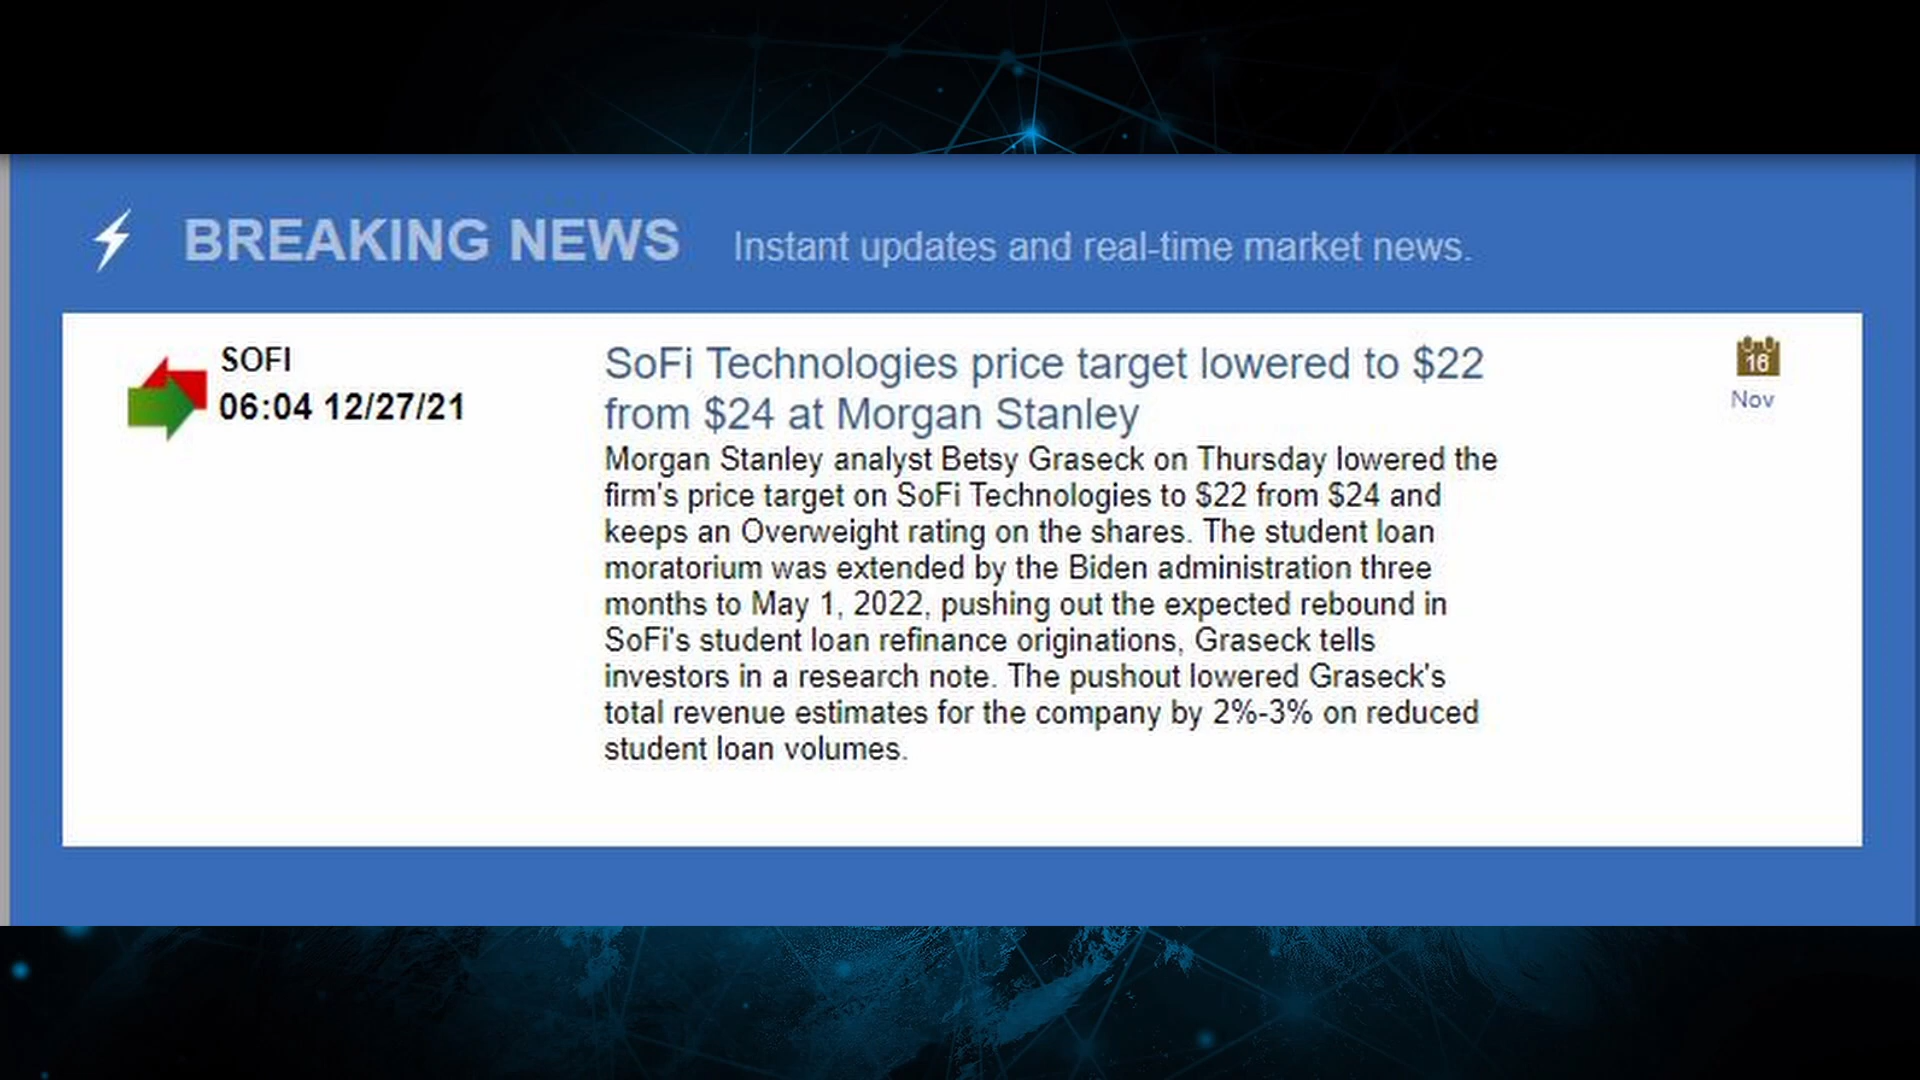 BREAKING NEWS Instant updates and real-time market news.
SOFI
06:04 12/27/21
SoFi Technologies price target lowered to $22
from $24 at Morgan Stanley
Morgan Stanley analyst Betsy Graseck on Thursday lowered the
firm's price target on SoFi Technologies to $22 from $24 and
keeps an Overweight rating on the shares. The student loan
moratorium was extended by the Biden administration three
months to May 1, 2022, pushing out the expected rebound in
SoFi's student loan refinance originations, Graseck tells
investors in a research note. The pushout lowered Graseck's
total revenue estimates for the company by 2%-3% on reduced
student loan volumes.
16
Nov